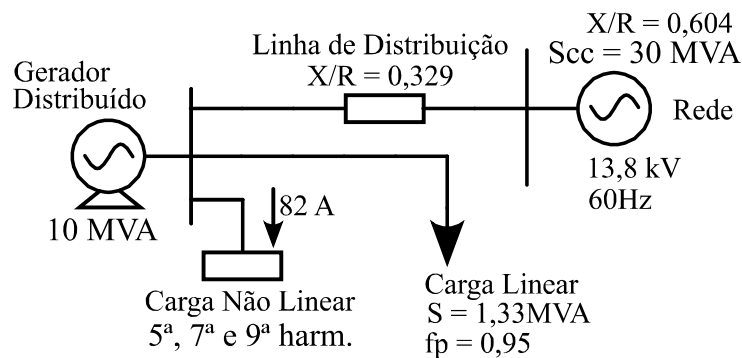 X/R = 0,604
Linha de Distribuição
Scc = 30 MVA
X/R = 0,329
Gerador
Distribuído
Rede
13,8 kV
60Hz
82 A
10 MVA
Carga Não Linear
5ª, 7ª e 9ª harm.
Carga Linear
S = 1,33MVA
fp = 0,95